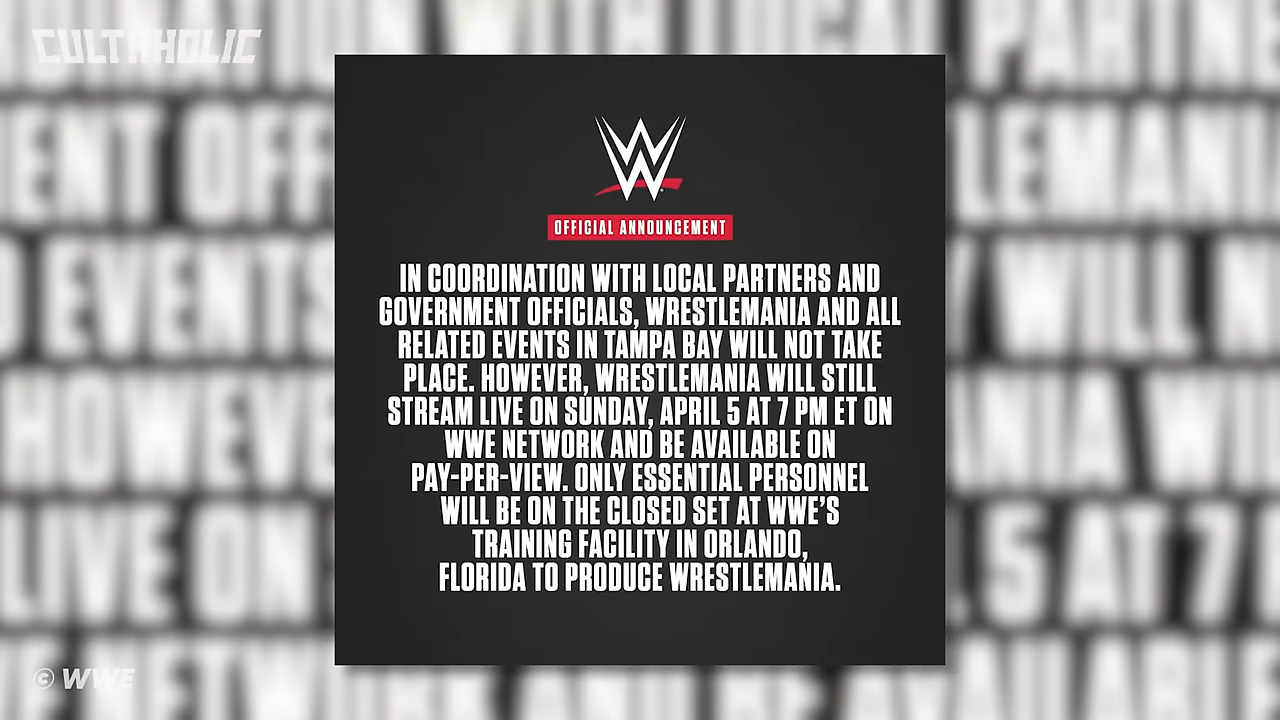 CULTAHOLIC
W
OFFICIAL ANNOUNCEMENT
IN COORDINATION WITH LOCAL PARTNERS AND
GOVERNMENT OFFICIALS, WRESTLEMANIA AND ALL
RELATED EVENTS IN TAMPA BAY WILL NOT TAKE
PLACE. HOWEVER, WRESTLEMANIA WILL STILL
STREAM LIVE ON SUNDAY, APRIL 5 AT 7 PM ET ON
WWE NETWORK AND BE AVAILABLE ON
PAY-PER-VIEW. ONLY ESSENTIAL PERSONNEL
WILL BE ON THE CLOSED SET AT WWE'S
TRAINING FACILITY IN ORLANDO,
FLORIDA TO PRODUCE WRESTLEMANIA.
© WWE